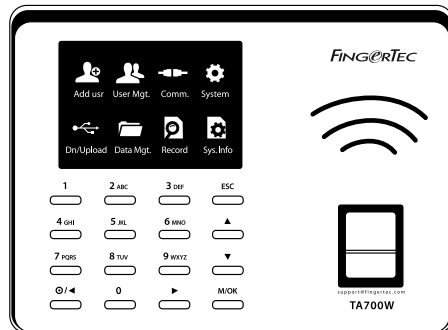 FINGERTEC
Add usr User Mgt. Comm. System
Dn/Upload Data Mgt. Record Sys.Info
1 2 ABC 3 DEF ESC
4 GHI 5 JKL 6 MNO ▲
7 PQRS 8 TUV 9 WXYZ ▼
/◀ 0 ▶ M/OK
support@fingertec.com
TA700W